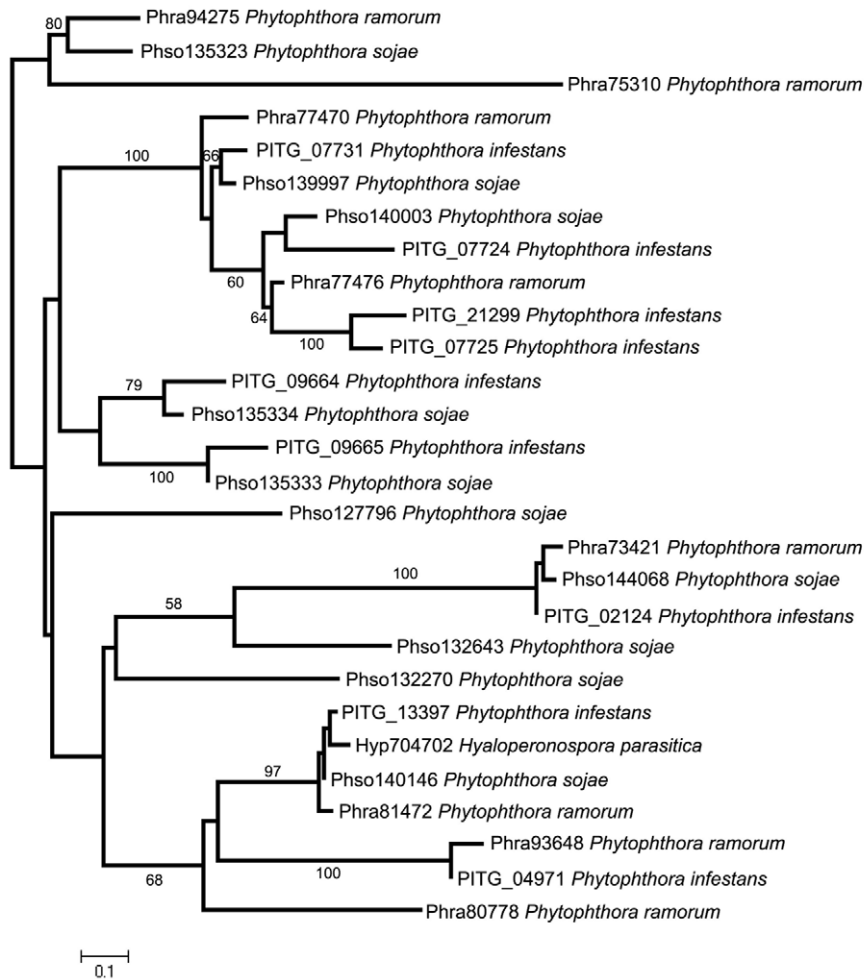 80
Phra94275 Phytophthora ramorum
Phso135323 Phytophthora sojae
Phra75310 Phytophthora ramorum
Phra77470 Phytophthora ramorum
100
66
PITG_07731 Phytophthora infestans
Phso139997 Phytophthora sojae
Phso140003 Phytophthora sojae
PITG_07724 Phytophthora infestans
60
Phra77476 Phytophthora ramorum
64
PITG_21299 Phytophthora infestans
100
PITG_07725 Phytophthora infestans
79
PITG_09664 Phytophthora infestans
Phso135334 Phytophthora sojae
PITG_09665 Phytophthora infestans
100
Phso135333 Phytophthora sojae
Phso127796 Phytophthora sojae
Phra73421 Phytophthora ramorum
100
Phso144068 Phytophthora sojae
58
PITG_02124 Phytophthora infestans
Phso132643 Phytophthora sojae
Phso132270 Phytophthora sojae
PITG_13397 Phytophthora infestans
Hyp704702 Hyaloperonospora parasitica
97
Phso140146 Phytophthora sojae
Phra81472 Phytophthora ramorum
Phra93648 Phytophthora ramorum
100
PITG_04971 Phytophthora infestans
68
Phra80778 Phytophthora ramorum
0.1